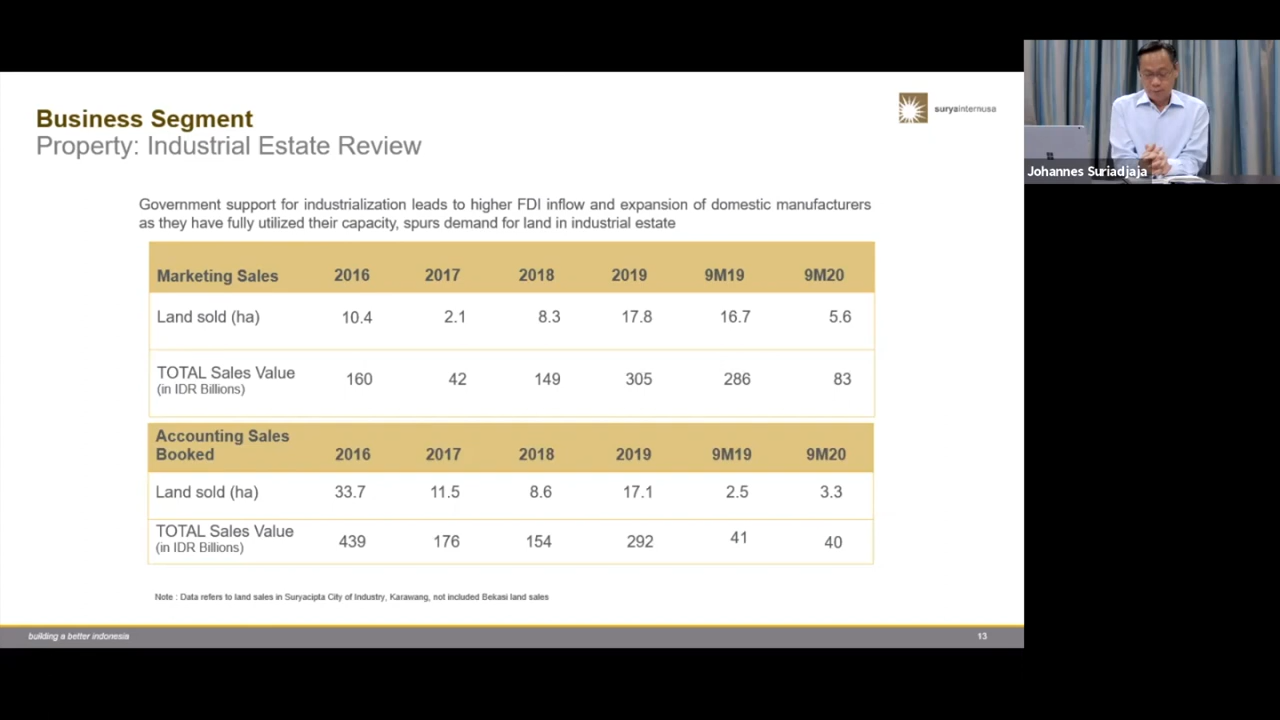 Business Segment
Property: Industrial Estate Review
suryainternusa
Johannes Suriadjaja
Government support for industrialization leads to higher FDI inflow and expansion of domestic manufacturers
as they have fully utilized their capacity, spurs demand for land in industrial estate
Marketing Sales 2016 2017 2018 2019 9M19 9M20
Land sold (ha) 10.4 2.1 8.3 17.8 16.7 5.6
TOTAL Sales Value
(in IDR Billions) 160 42 149 305 286 83
Accounting Sales
Booked 2016 2017 2018 2019 9M19 9M20
Land sold (ha) 33.7 11.5 8.6 17.1 2.5 3.3
TOTAL Sales Value
(in IDR Billions) 439 176 154 292 41 40
Note : Data refers to land sales in Suryacipta City of Industry, Karawang, not included Bekasi land sales
building a better indonesia 13